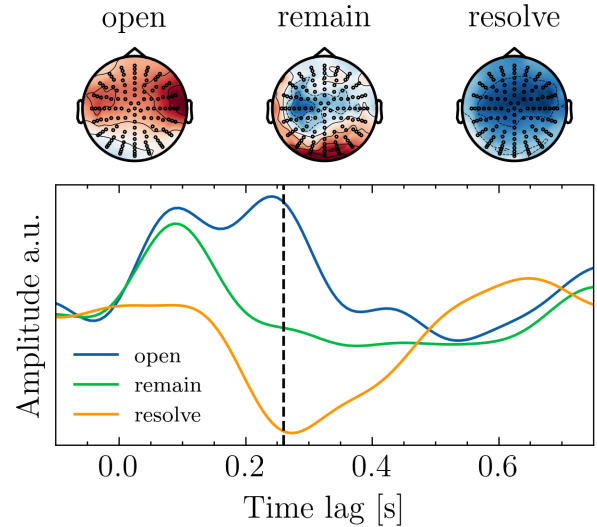 open remain resolve
Amplitude a.u.
open
remain
resolve
0.0 0.2 0.4 0.6
Time lag [s]